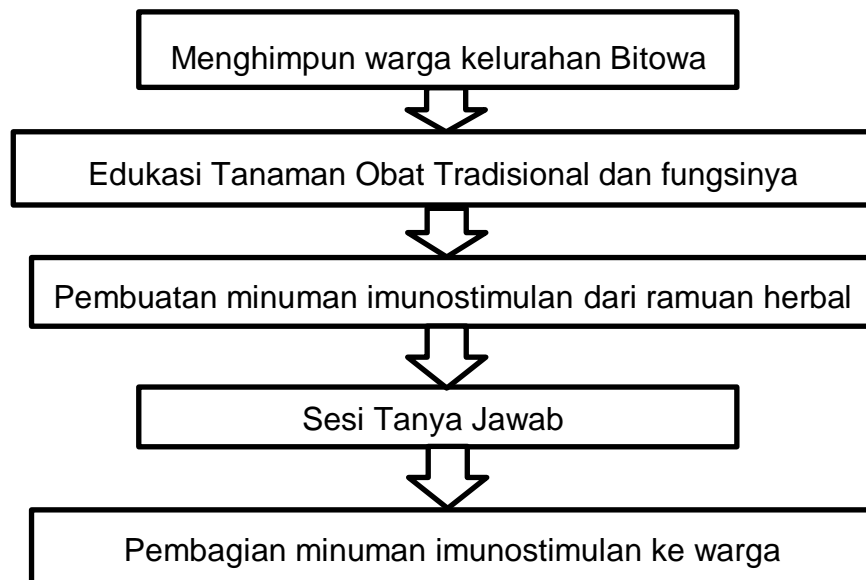 Menghimpun warga kelurahan Bitowa
Edukasi Tanaman Obat Tradisional dan fungsinya
Pembuatan minuman imunostimulan dari ramuan herbal
Sesi Tanya Jawab
Pembagian minuman imunostimulan ke warga